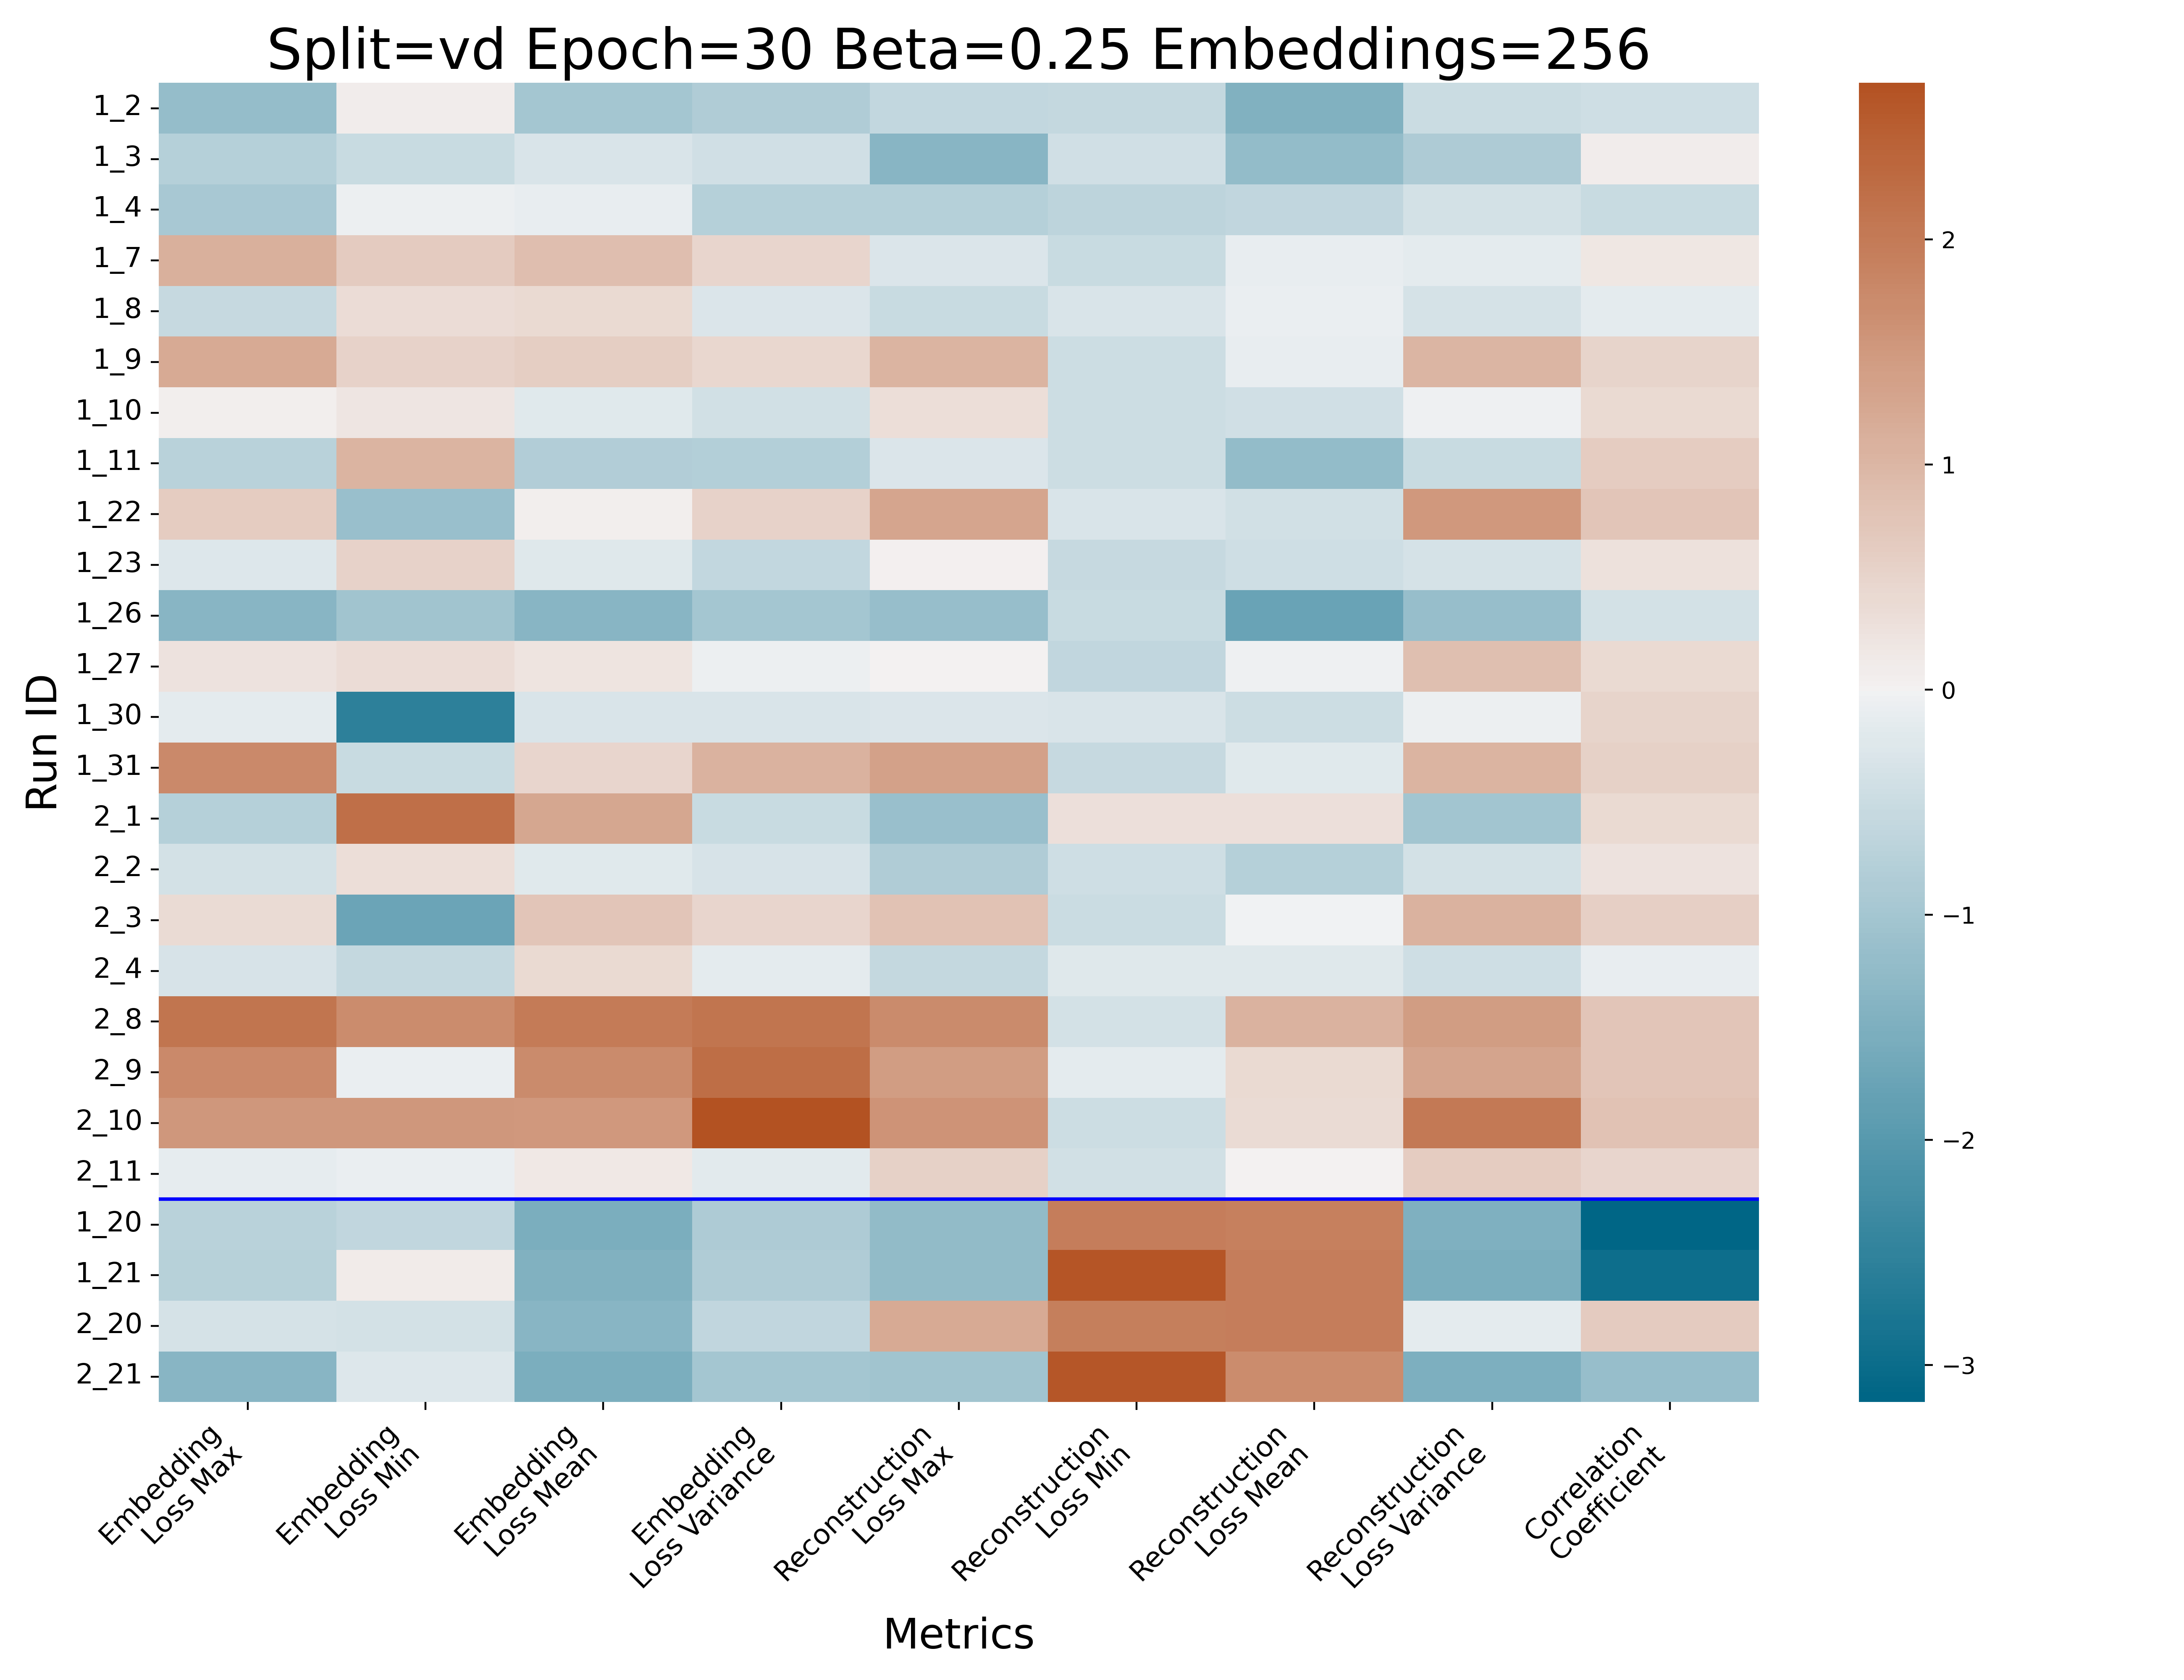 Split=vd Epoch=30 Beta=0.25 Embeddings=256
Run ID
1_2
1_3
1_4
1_7
1_8
1_9
1_10
1_11
1_22
1_23
1_26
1_27
1_30
1_31
2_1
2_2
2_3
2_4
2_8
2_9
2_10
2_11
1_20
1_21
2_20
2_21
Embedding
Loss Max
Embedding
Loss Min
Embedding
Loss Mean
Embedding
Loss Variance
Reconstruction
Loss Max
Reconstruction
Loss Min
Reconstruction
Loss Mean
Reconstruction
Loss Variance
Correlation
Coefficient
Metrics
2
1
0
−1
−2
−3